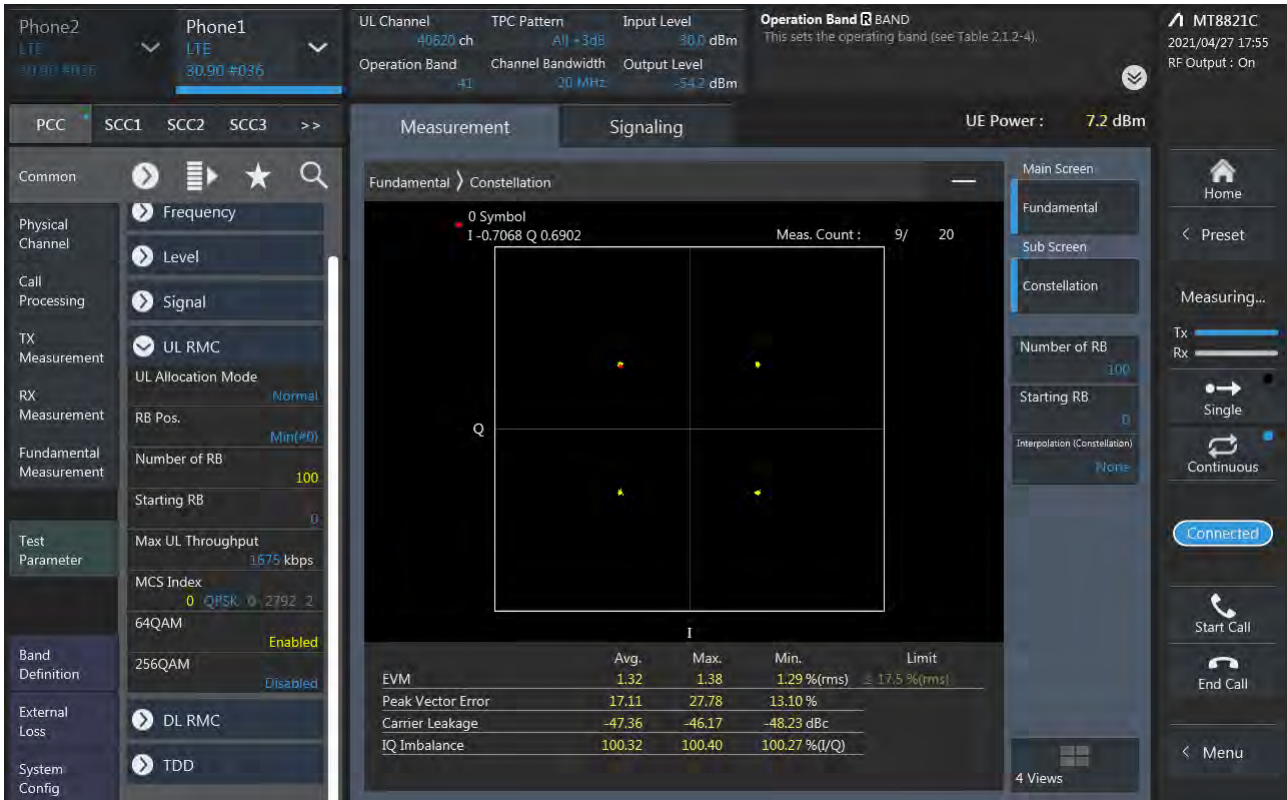 Phone2
LTE
30.90 #036
Phone1
LTE
30.90 #036
UL Channel
40620 ch
TPC Pattern
All +3dB
Input Level
30.0 dBm
Operation Band
41
Channel Bandwidth
20 MHz
Output Level
-54.2 dBm
Operation Band R BAND
This sets the operating band (see Table 2.1.2-4).
MT8821C
2021/04/27 17:55
RF Output : On
PCC
SCC1
SCC2
SCC3
>>
Measurement
Signaling
UE Power :
7.2 dBm
Common
Physical
Channel
Call
Processing
TX
Measurement
RX
Measurement
Fundamental
Measurement
Test
Parameter
Band
Definition
External
Loss
System
Config
Frequency
Level
Signal
UL RMC
UL Allocation Mode
Normal
RB Pos.
Min(#0)
Number of RB
100
Starting RB
0
Max UL Throughput
1675 kbps
MCS Index
0 QPSK 0 2792 2
64QAM
Enabled
256QAM
Disabled
DL RMC
TDD
Fundamental 〉 Constellation
0 Symbol
I -0.7068 Q 0.6902
Meas. Count : 9/ 20
Q
I
Avg. Max. Min. Limit
EVM 1.32 1.38 1.29 %(rms) ≤ 17.5 %(rms)
Peak Vector Error 17.11 27.78 13.10 %
Carrier Leakage -47.36 -46.17 -48.23 dBc
IQ Imbalance 100.32 100.40 100.27 %(I/Q)
Main Screen
Fundamental
Sub Screen
Constellation
Number of RB
100
Starting RB
0
Interpolation (Constellation)
None
4 Views
Home
< Preset
Measuring...
Tx
Rx
Single
Continuous
Connected
Start Call
End Call
< Menu